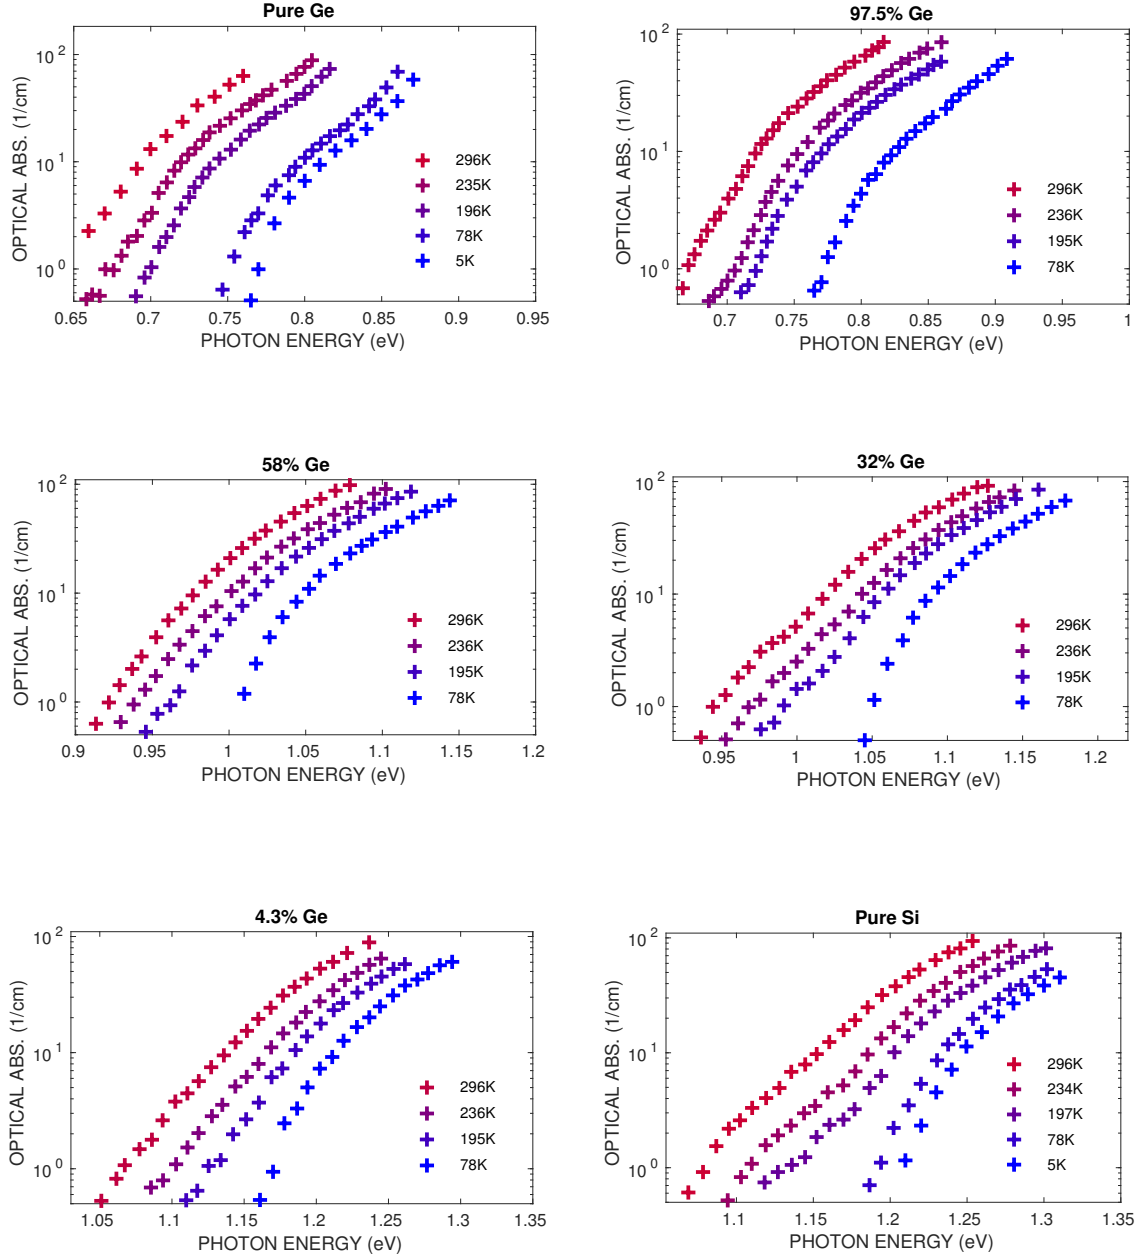 Pure Ge
OPTICAL ABS. (1/cm)
10^2
10^1
10^0
296K
235K
196K
78K
5K
0.65 0.7 0.75 0.8 0.85 0.9 0.95
PHOTON ENERGY (eV)
97.5% Ge
OPTICAL ABS. (1/cm)
10^2
10^1
10^0
296K
236K
195K
78K
0.7 0.75 0.8 0.85 0.9 0.95 1
PHOTON ENERGY (eV)
58% Ge
OPTICAL ABS. (1/cm)
10^2
10^1
10^0
296K
236K
195K
78K
0.9 0.95 1 1.05 1.1 1.15 1.2
PHOTON ENERGY (eV)
32% Ge
OPTICAL ABS. (1/cm)
10^2
10^1
10^0
296K
236K
195K
78K
0.95 1 1.05 1.1 1.15 1.2
PHOTON ENERGY (eV)
4.3% Ge
OPTICAL ABS. (1/cm)
10^2
10^1
10^0
296K
236K
195K
78K
1.05 1.1 1.15 1.2 1.25 1.3 1.35
PHOTON ENERGY (eV)
Pure Si
OPTICAL ABS. (1/cm)
10^2
10^1
10^0
296K
234K
197K
78K
5K
1.1 1.15 1.2 1.25 1.3 1.35
PHOTON ENERGY (eV)